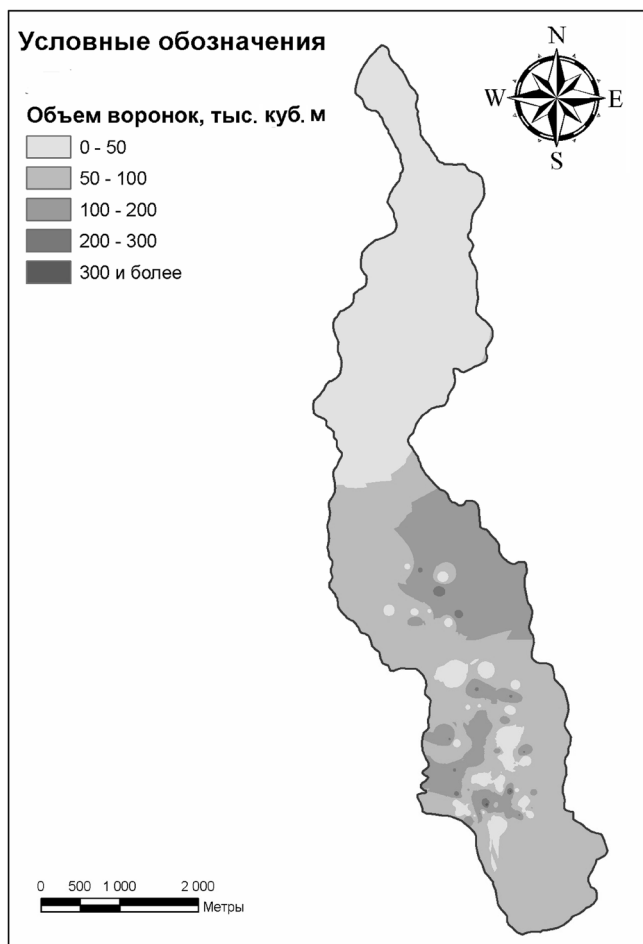 Условные обозначения
N
W E
S
Объем воронок, тыс. куб. м
0 - 50
50 - 100
100 - 200
200 - 300
300 и более
0 500 1 000 2 000
Метры